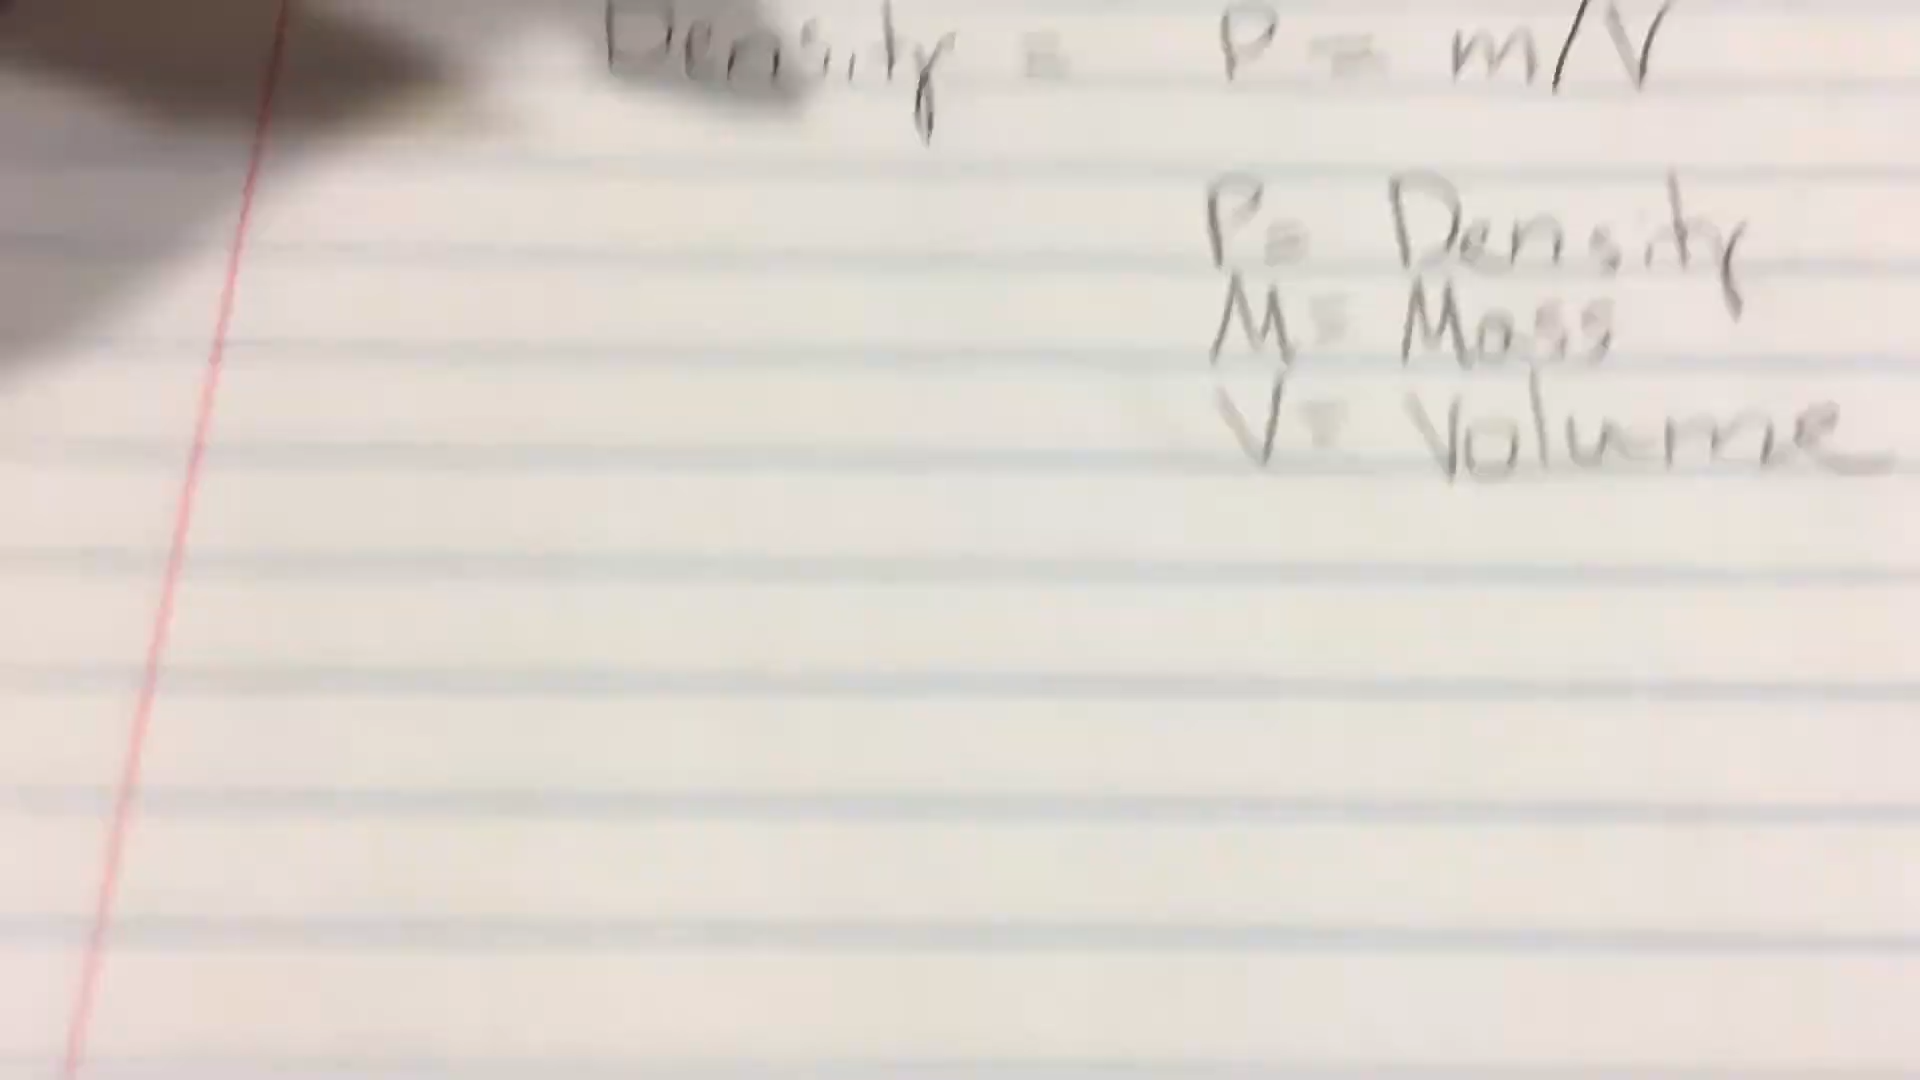 Density = P = m/V
P= Density
M= Mass
V= Volume